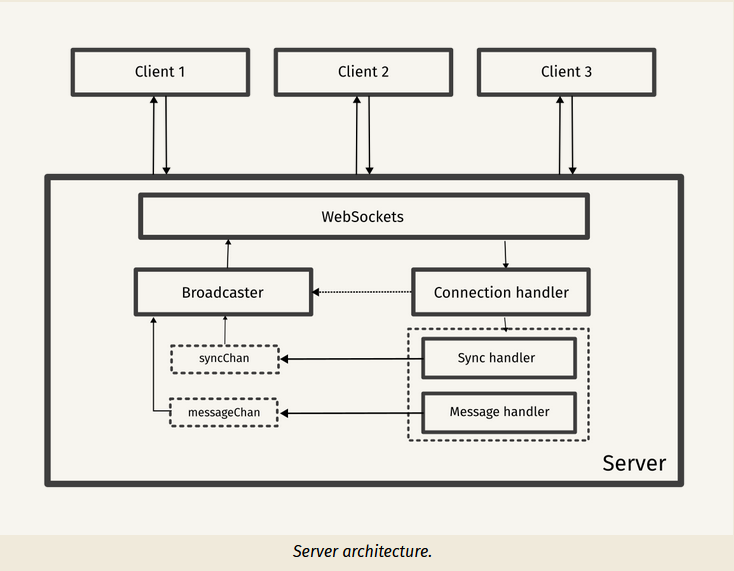 Client 1
Client 2
Client 3
WebSockets
Broadcaster
Connection handler
syncChan
Sync handler
messageChan
Message handler
Server
Server architecture.